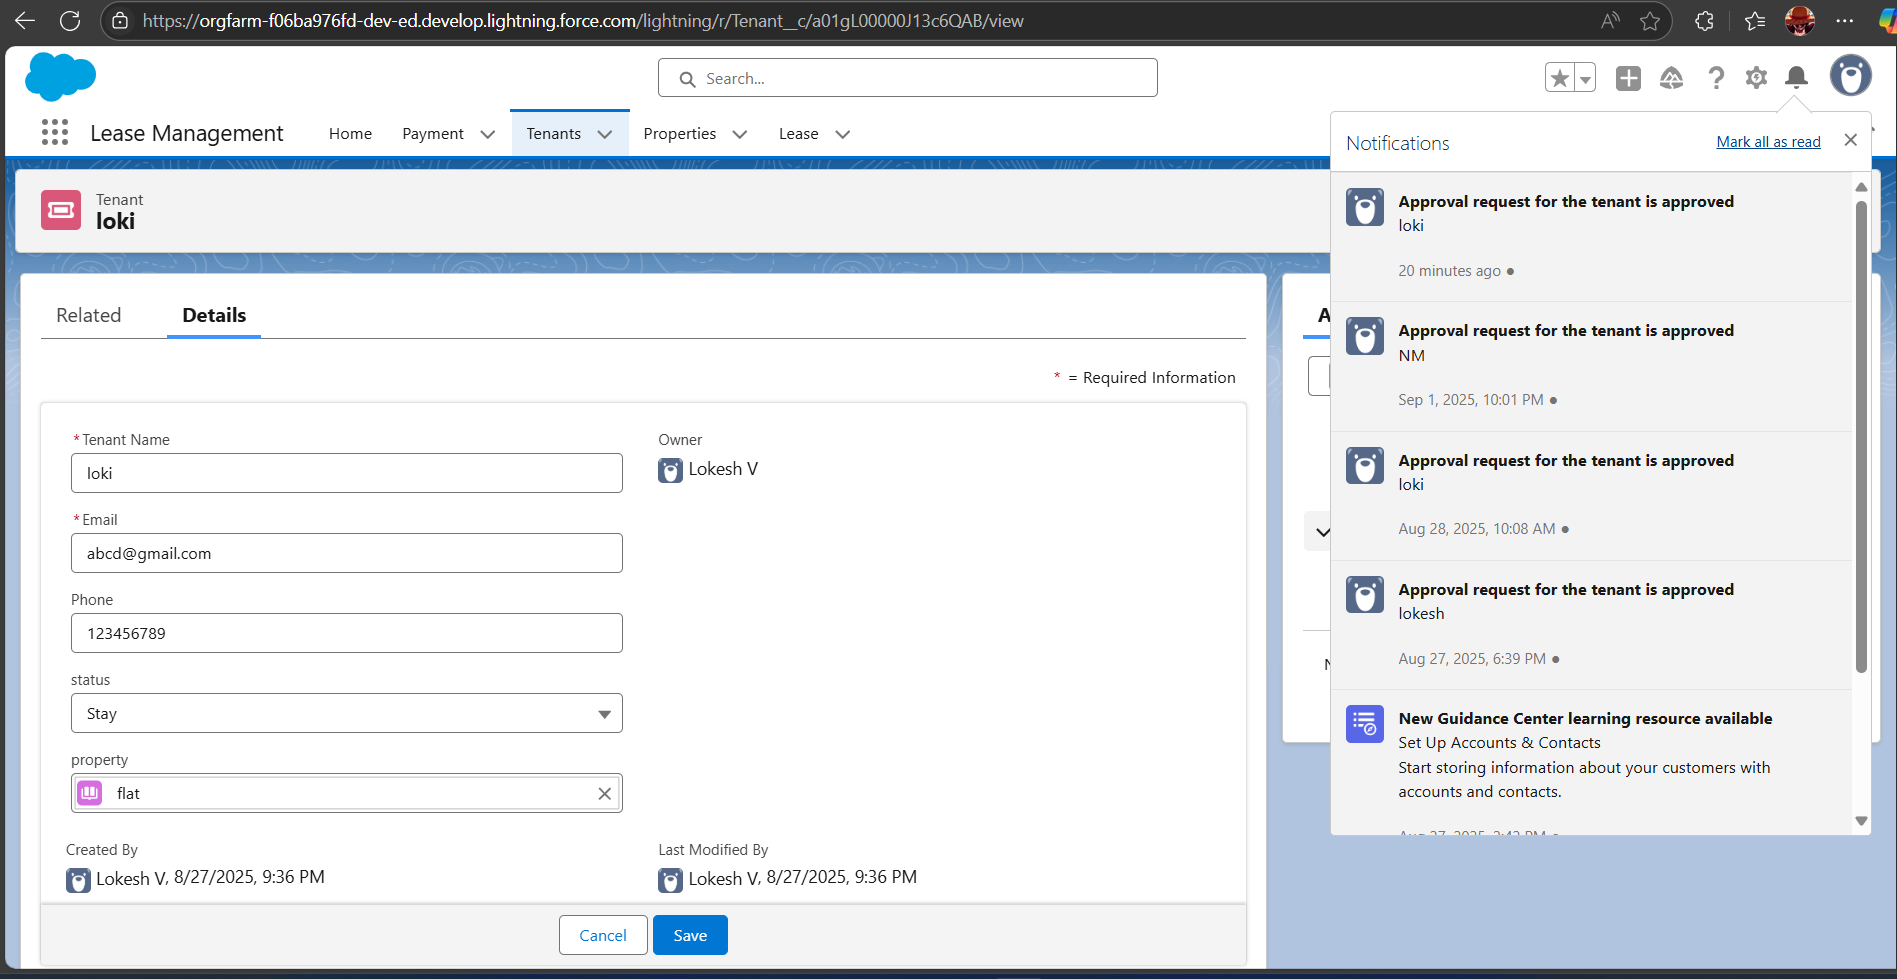 https://orgfarm-f06ba976fd-dev-ed.develop.lightning.force.com/lightning/r/Tenant__c/a01gL00000J13c6QAB/view
Search...
Lease Management
Home
Payment
Tenants
Properties
Lease
Tenant
loki
Related
Details
* = Required Information
*Tenant Name
loki
Owner
Lokesh V
*Email
abcd@gmail.com
Phone
123456789
status
Stay
property
flat
Created By
Lokesh V, 8/27/2025, 9:36 PM
Last Modified By
Lokesh V, 8/27/2025, 9:36 PM
Cancel
Save
Notifications
Mark all as read
Approval request for the tenant is approved
loki
20 minutes ago
Approval request for the tenant is approved
NM
Sep 1, 2025, 10:01 PM
Approval request for the tenant is approved
loki
Aug 28, 2025, 10:08 AM
Approval request for the tenant is approved
lokesh
Aug 27, 2025, 6:39 PM
New Guidance Center learning resource available
Set Up Accounts & Contacts
Start storing information about your customers with
accounts and contacts.